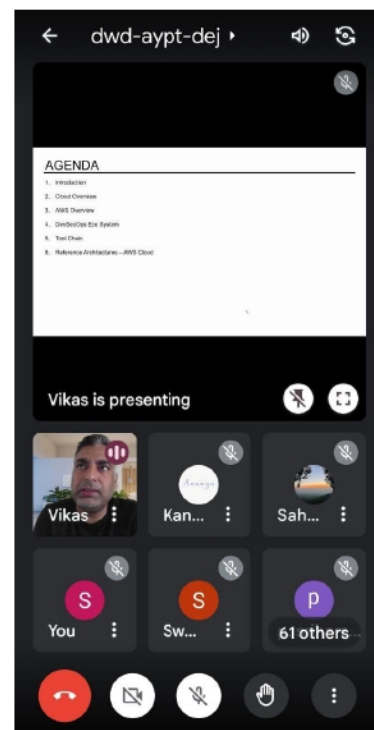 dwd-aypt-dej
AGENDA
1. Introduction
2. Cloud Overview
3. AWS Overview
4. DevSecOps Eco System
5. Tool Chain
6. Reference Architectures – AWS Cloud
Vikas is presenting
Vikas
Kan...
Sah...
S
You
S
Sw...
p
61 others